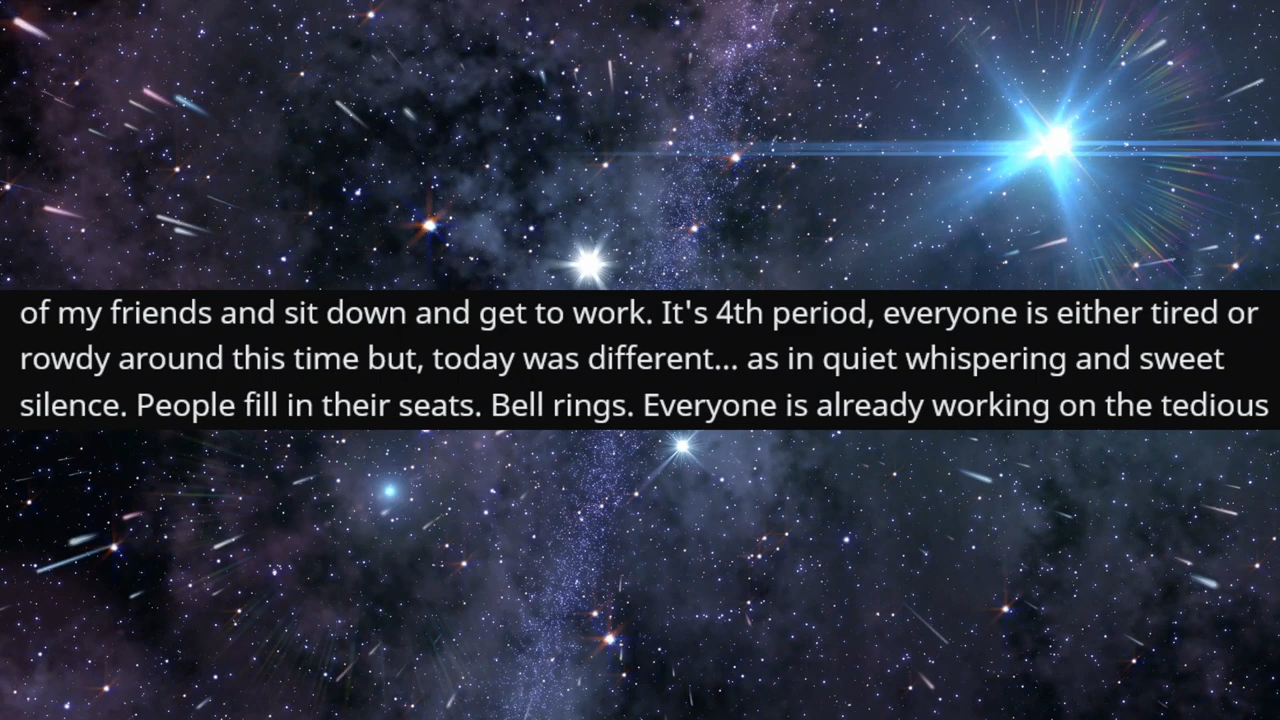 of my friends and sit down and get to work. It's 4th period, everyone is either tired or
rowdy around this time but, today was different... as in quiet whispering and sweet
silence. People fill in their seats. Bell rings. Everyone is already working on the tedious